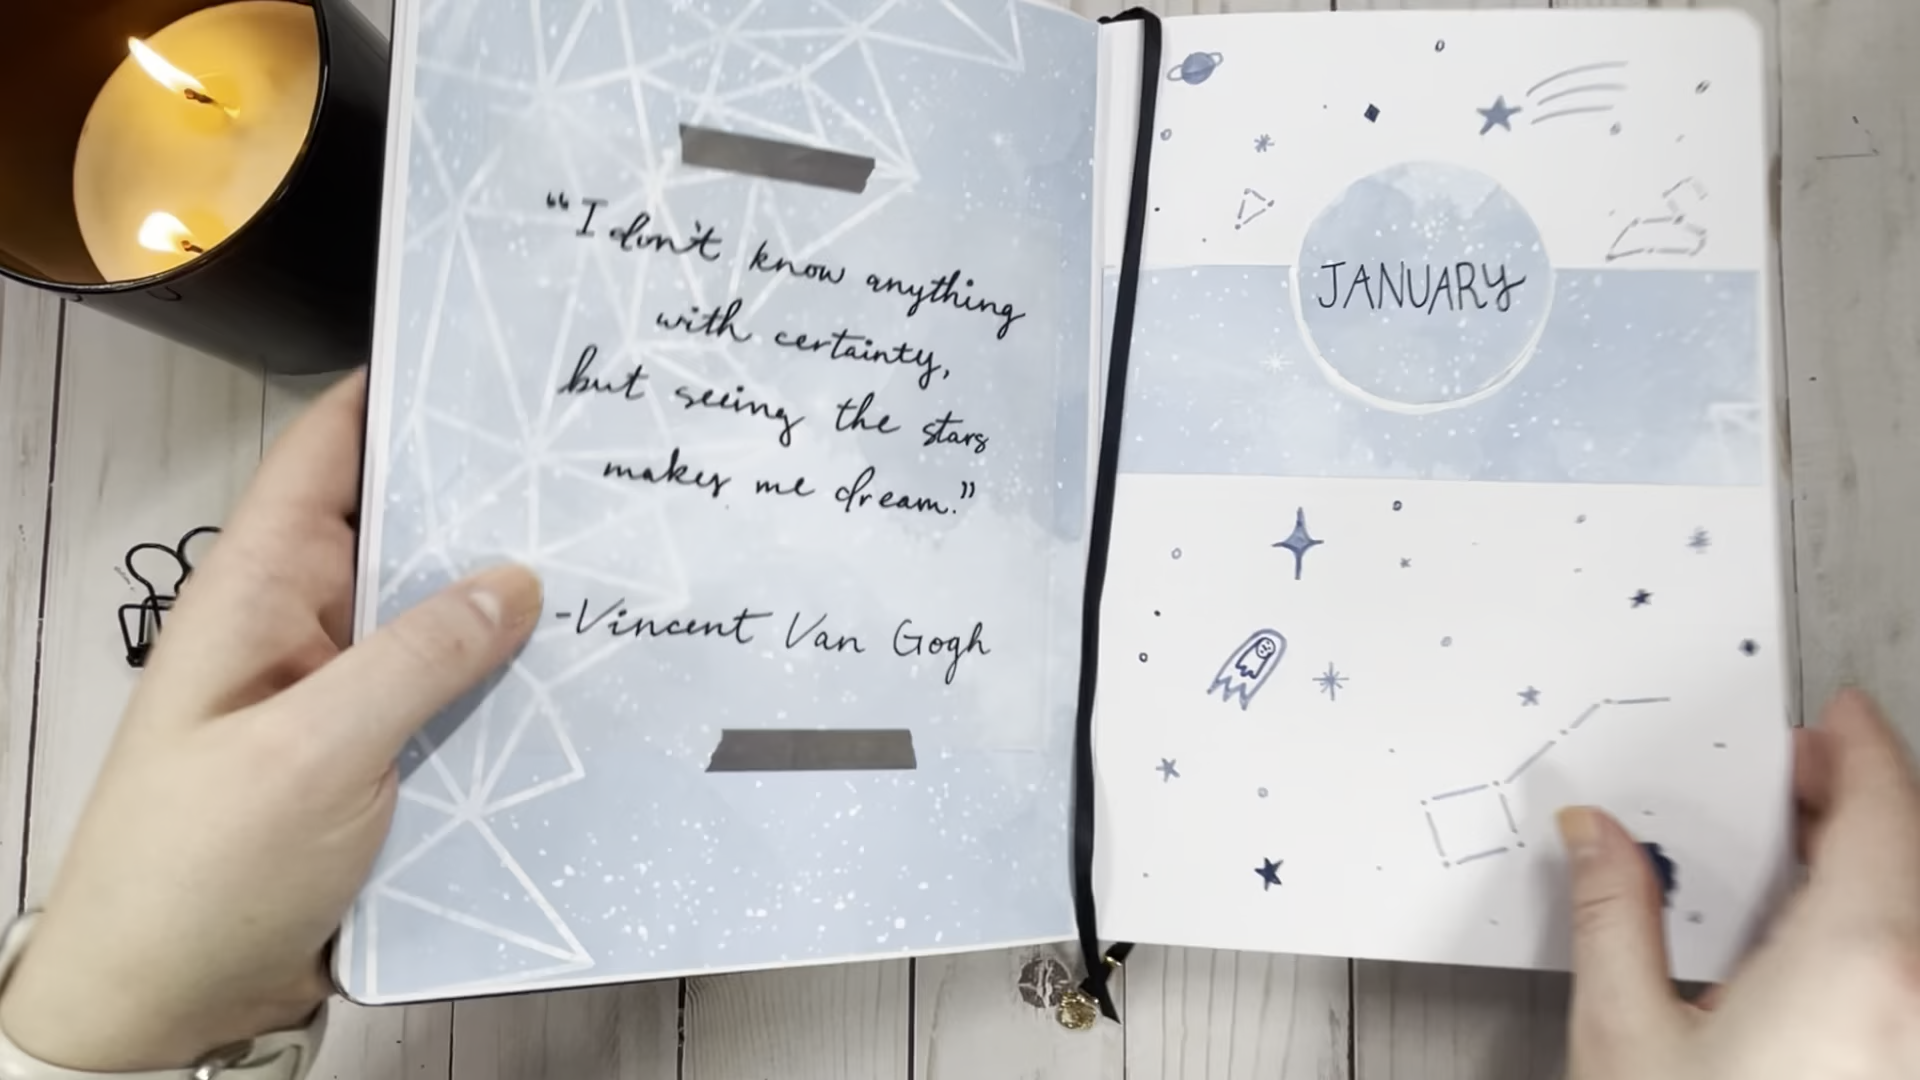 “I don't know anything
with certainty,
but seeing the stars
makes me dream.”
-Vincent Van Gogh
JANUARY